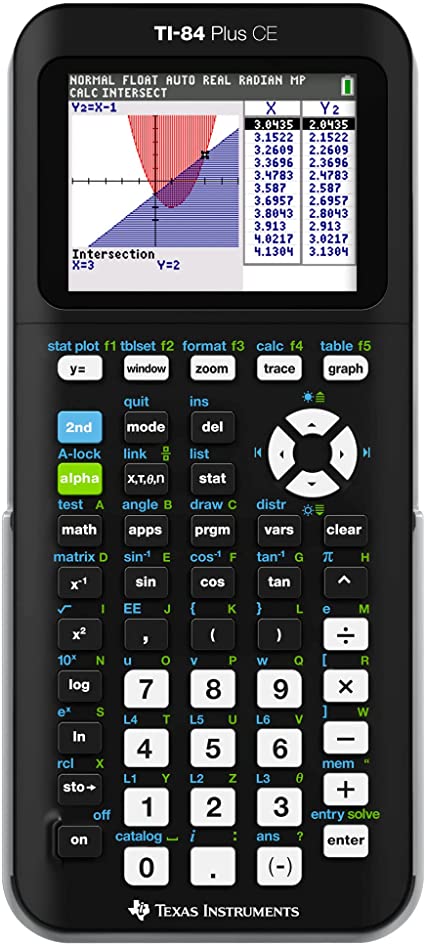 TI-84 Plus CE
NORMAL FLOAT AUTO REAL RADIAN MP
CALC INTERSECT
Y2=X-1
X Y2
3.0435 2.0435
3.1522 2.1522
3.2609 2.2609
3.3696 2.3696
3.4783 2.4783
3.587 2.587
3.6957 2.6957
3.8043 2.8043
3.913 2.913
4.0217 3.0217
4.1304 3.1304
Intersection
X=3 Y=2
stat plot f1 tblset f2 format f3 calc f4 table f5
y= window zoom trace graph
quit ins
2nd mode del
A-lock link list
alpha X,T,θ,n stat
test A angle B draw C distr
math apps prgm vars clear
matrix D sin⁻¹ E cos⁻¹ F tan⁻¹ G π H
x⁻¹ sin cos tan ^
√ I EE J { K } L e M
x² , ( ) ÷
10ˣ N u O v P w Q [ R
log 7 8 9 ×
eˣ S L4 T L5 U L6 V ] W
ln 4 5 6 −
rcl X L1 Y L2 Z L3 θ mem "
sto→ 1 2 3 +
off catalog ⎵ i : ans ? entry solve
on 0 . (-) enter
TEXAS INSTRUMENTS